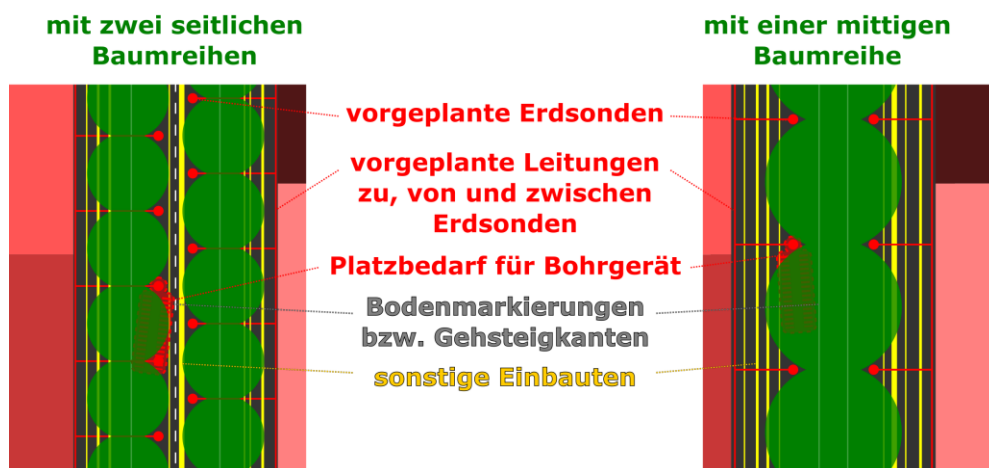 mit zwei seitlichen
Baumreihen
mit einer mittigen
Baumreihe
vorgeplante Erdsonden
vorgeplante Leitungen
zu, von und zwischen
Erdsonden
Platzbedarf für Bohrgerät
Bodenmarkierungen
bzw. Gehsteigkanten
sonstige Einbauten